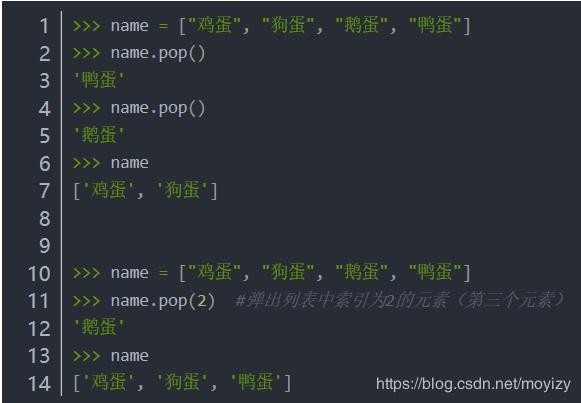 1 >>> name = ["鸡蛋", "狗蛋", "鹅蛋", "鸭蛋"]
2 >>> name.pop()
3 '鸭蛋'
4 >>> name.pop()
5 '鹅蛋'
6 >>> name
7 ['鸡蛋', '狗蛋']
8
9
10 >>> name = ["鸡蛋", "狗蛋", "鹅蛋", "鸭蛋"]
11 >>> name.pop(2)  #弹出列表中索引为2的元素（第三个元素）
12 '鹅蛋'
13 >>> name
14 ['鸡蛋', '狗蛋', '鸭蛋']
https://blog.csdn.net/moyizy